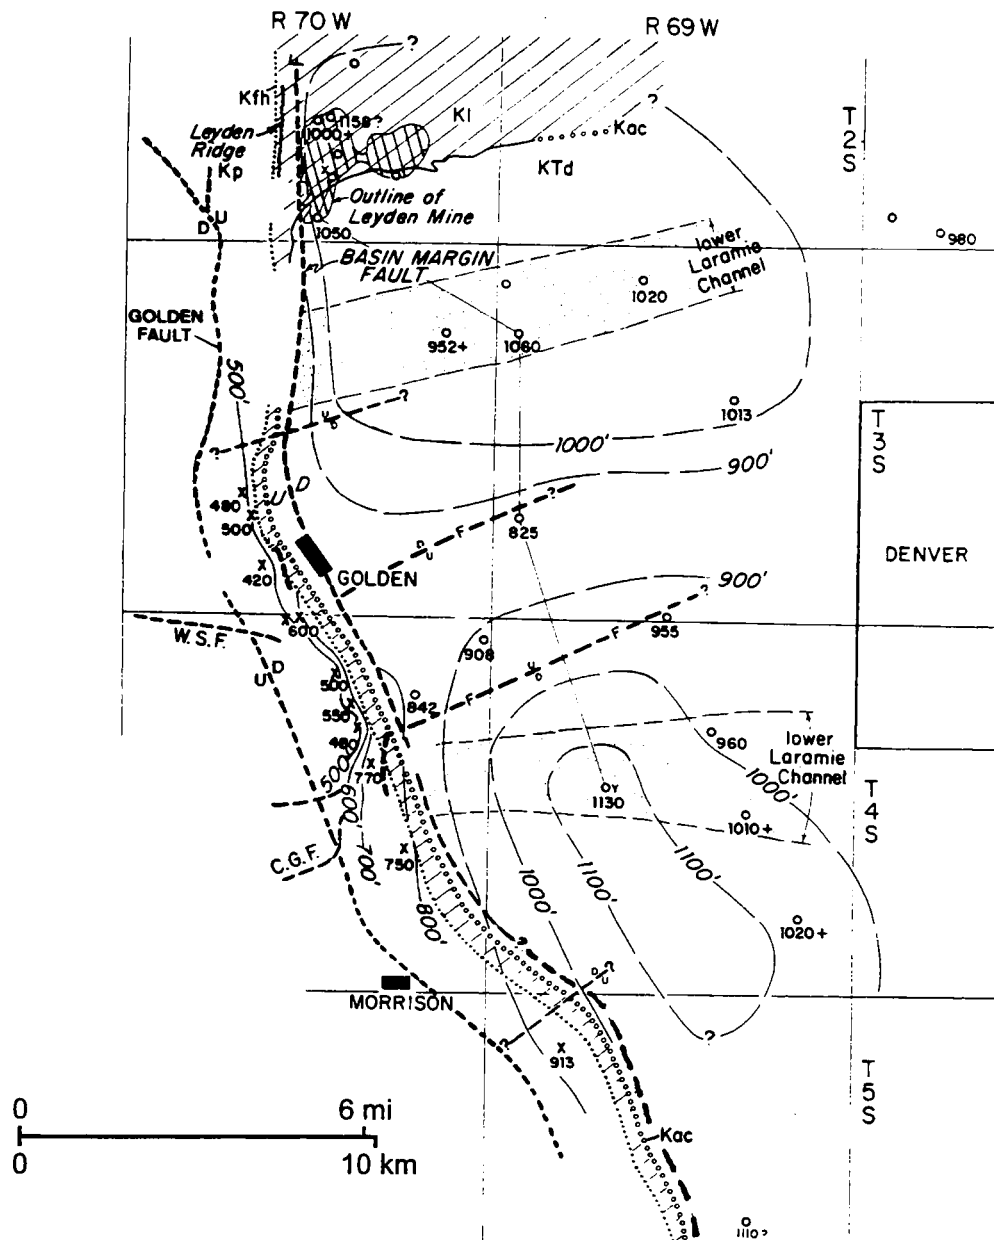 R 70 W
R 69 W
?
?
Kfh
Kl
1158?
1000+
Kac
Leyden
Ridge
KTd
T
2
S
Kp
Outline of
Leyden Mine
U
D
1050
980
BASIN MARGIN
FAULT
lower
Laramie
Channel
1020
GOLDEN
FAULT
952+
1060
500'
?
U
D
1013
T
3
S
1000'
?
900'
480
U
D
?
500
825
D
U
F
DENVER
420
GOLDEN
900'
?
W.S.F.
600
955
F
908
D
U
500
U
D
842
F
550
480
960
lower
Laramie
Channel
500'
770
1000'
Y
1130
T
4
S
600'
1010+
C.G.F.
700'
750
1000'
1100'
1100'
800'
1020+
?
?
D
U
MORRISON
?
?
913
T
5
S
0
6 mi
Kac
0
10 km
1110?